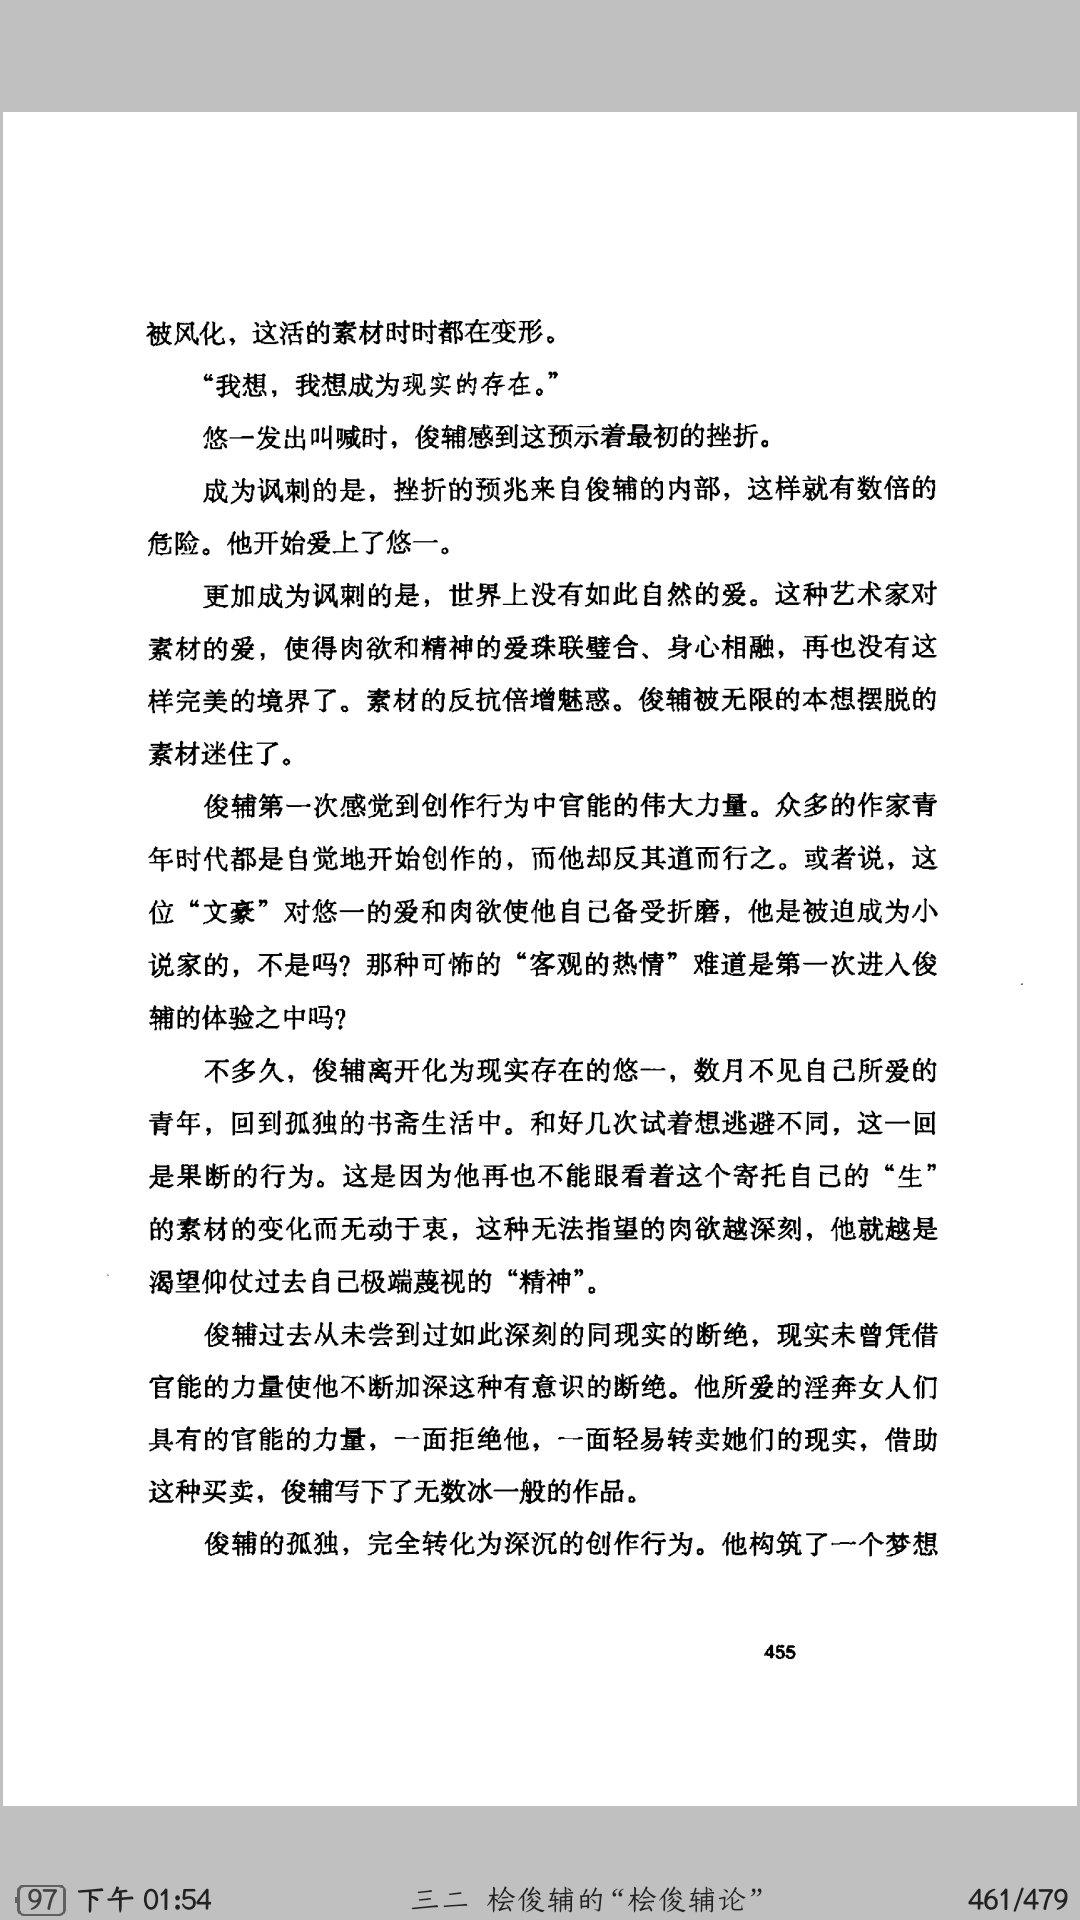 被风化，这活的素材时时都在变形。
“我想，我想成为现实的存在。”
悠一发出叫喊时，俊辅感到这预示着最初的挫折。
成为讽刺的是，挫折的预兆来自俊辅的内部，这样就有数倍的
危险。他开始爱上了悠一。
更加成为讽刺的是，世界上没有如此自然的爱。这种艺术家对
素材的爱，使得肉欲和精神的爱珠联璧合、身心相融，再也没有这
样完美的境界了。素材的反抗倍增魅惑。俊辅被无限的本想摆脱的
素材迷住了。
俊辅第一次感觉到创作行为中官能的伟大力量。众多的作家青
年时代都是自觉地开始创作的，而他却反其道而行之。或者说，这
位“文豪”对悠一的爱和肉欲使他自己备受折磨，他是被迫成为小
说家的，不是吗？那种可怖的“客观的热情”难道是第一次进入俊
辅的体验之中吗？
不多久，俊辅离开化为现实存在的悠一，数月不见自己所爱的
青年，回到孤独的书斋生活中。和好几次试着想逃避不同，这一回
是果断的行为。这是因为他再也不能眼看着这个寄托自己的“生”
的素材的变化而无动于衷，这种无法指望的肉欲越深刻，他就越是
渴望仰仗过去自己极端蔑视的“精神”。
俊辅过去从未尝到过如此深刻的同现实的断绝，现实未曾凭借
官能的力量使他不断加深这种有意识的断绝。他所爱的淫奔女人们
具有的官能的力量，一面拒绝他，一面轻易转卖她们的现实，借助
这种买卖，俊辅写下了无数冰一般的作品。
俊辅的孤独，完全转化为深沉的创作行为。他构筑了一个梦想
455
97 下午 01:54 三二 桧俊辅的“桧俊辅论” 461/479